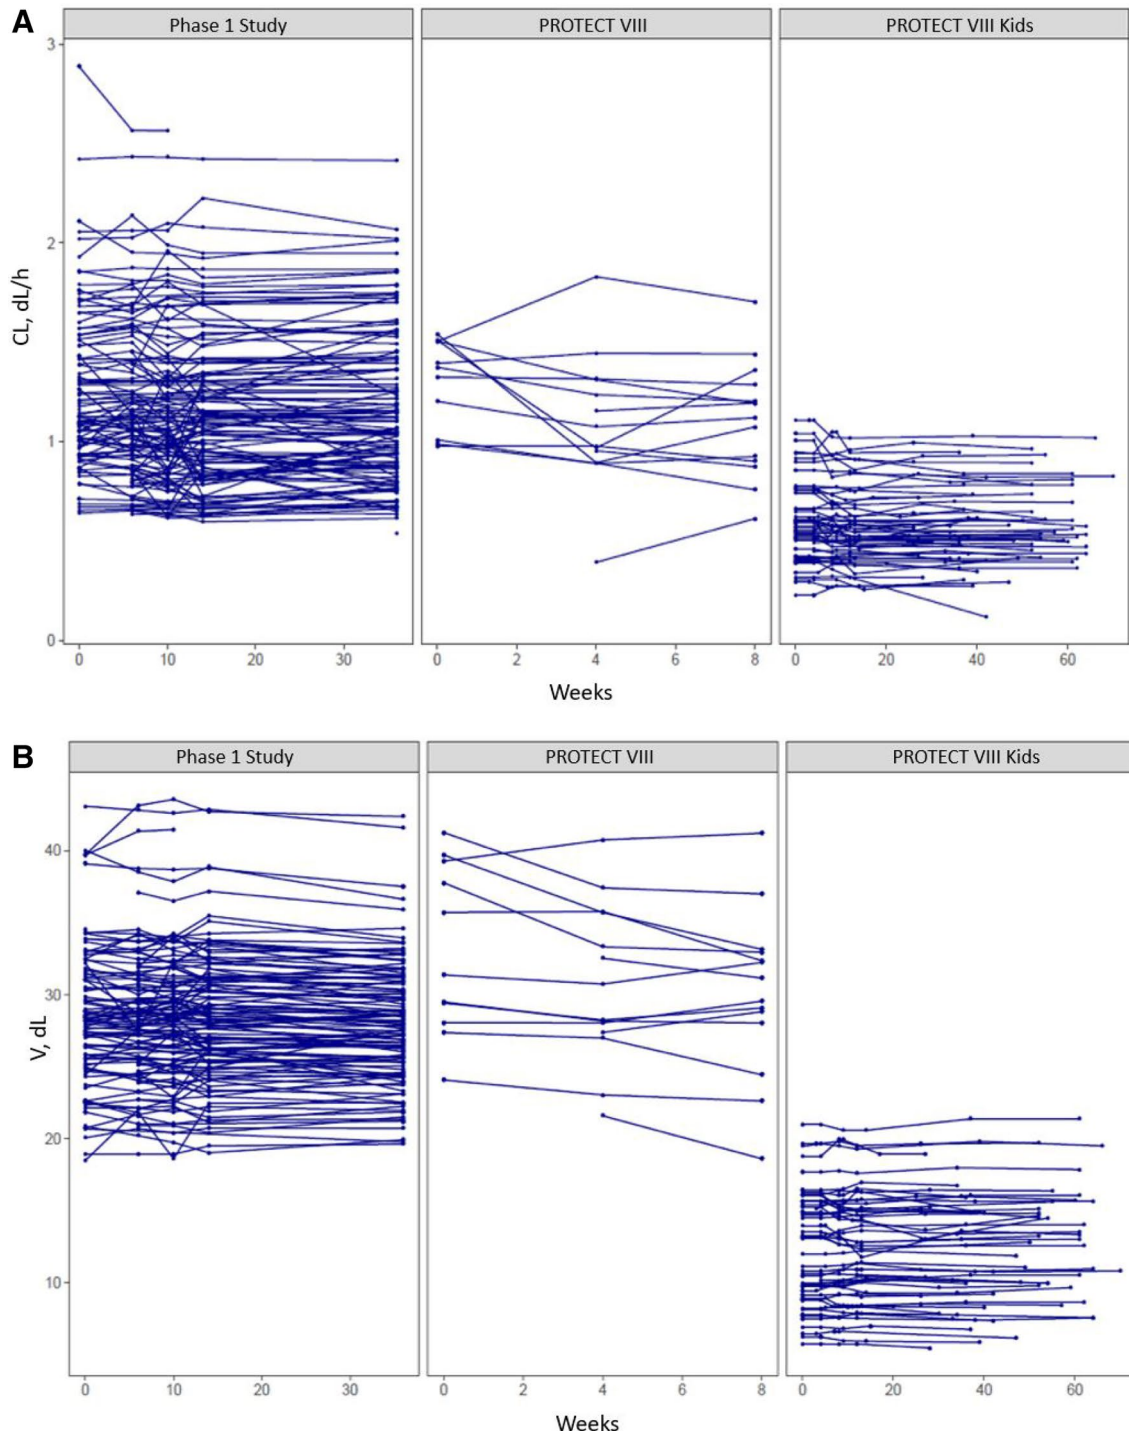 A
Phase 1 Study PROTECT VIII PROTECT VIII Kids
3
2
1
0
CL, dL/h
0 10 20 30 0 2 4 6 8 0 20 40 60
Weeks
B
Phase 1 Study PROTECT VIII PROTECT VIII Kids
40
30
20
10
V, dL
0 10 20 30 0 2 4 6 8 0 20 40 60
Weeks